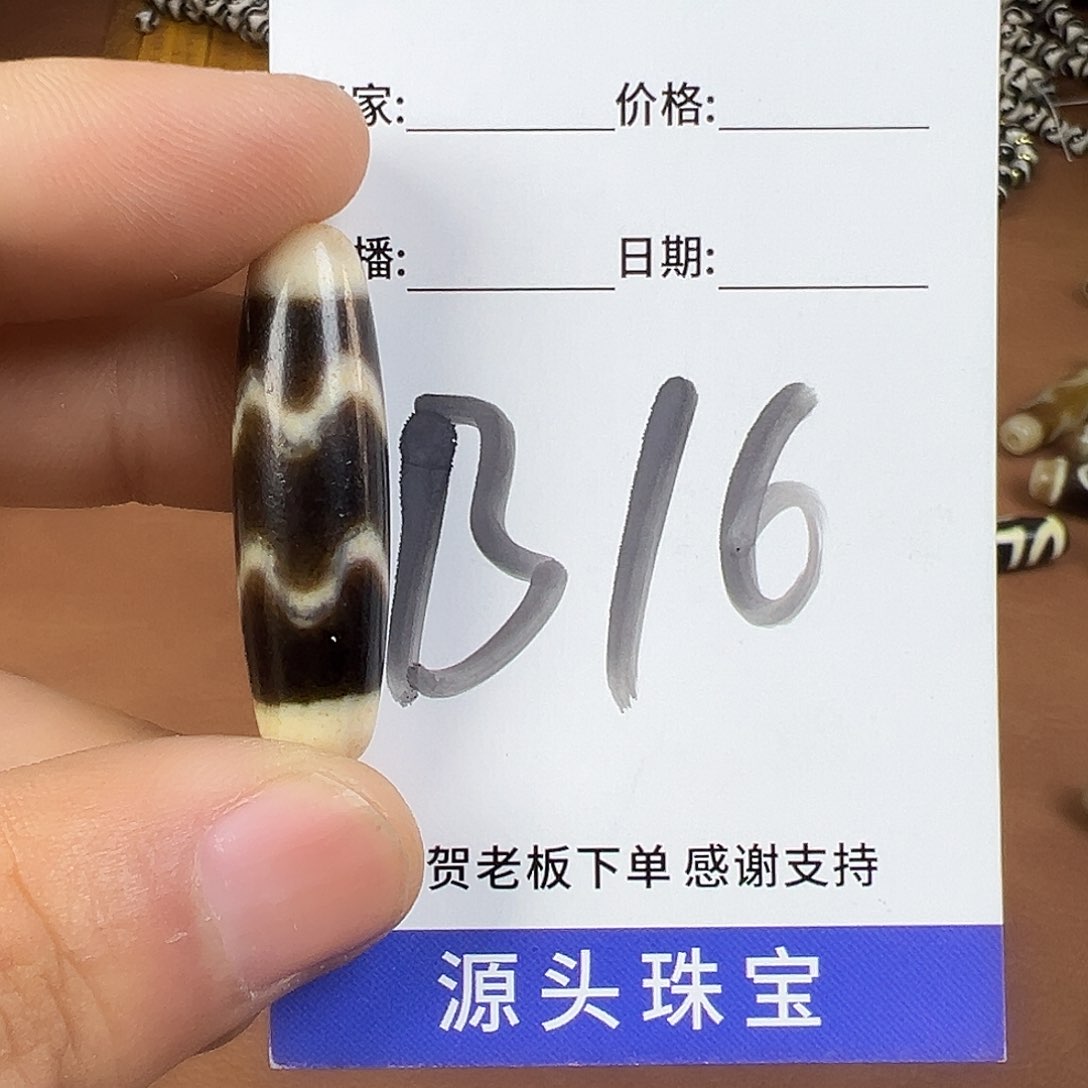 家: 价格:
播: 日期:
B16
贺老板下单 感谢支持
源头珠宝